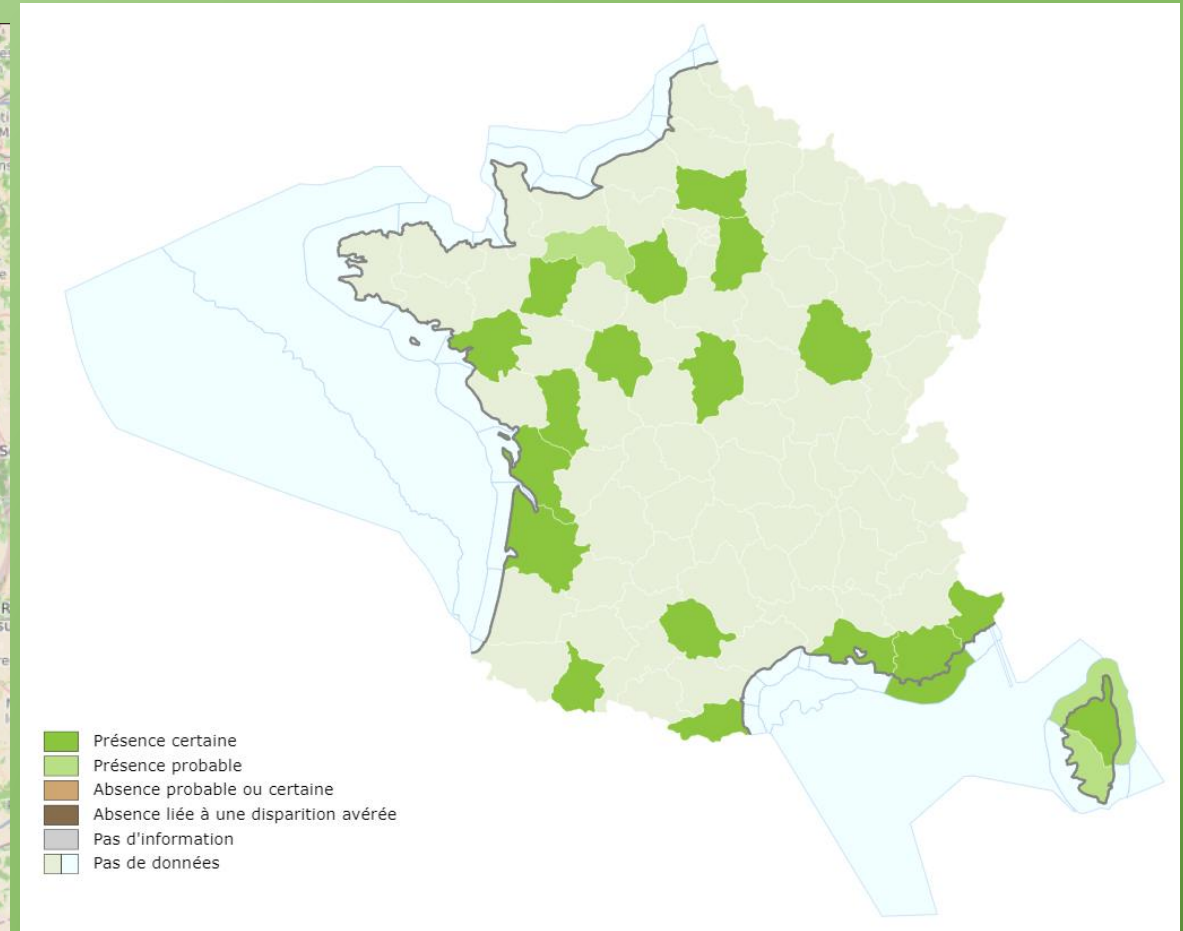 Présence certaine
Présence probable
Absence probable ou certaine
Absence liée à une disparition avérée
Pas d'information
Pas de données